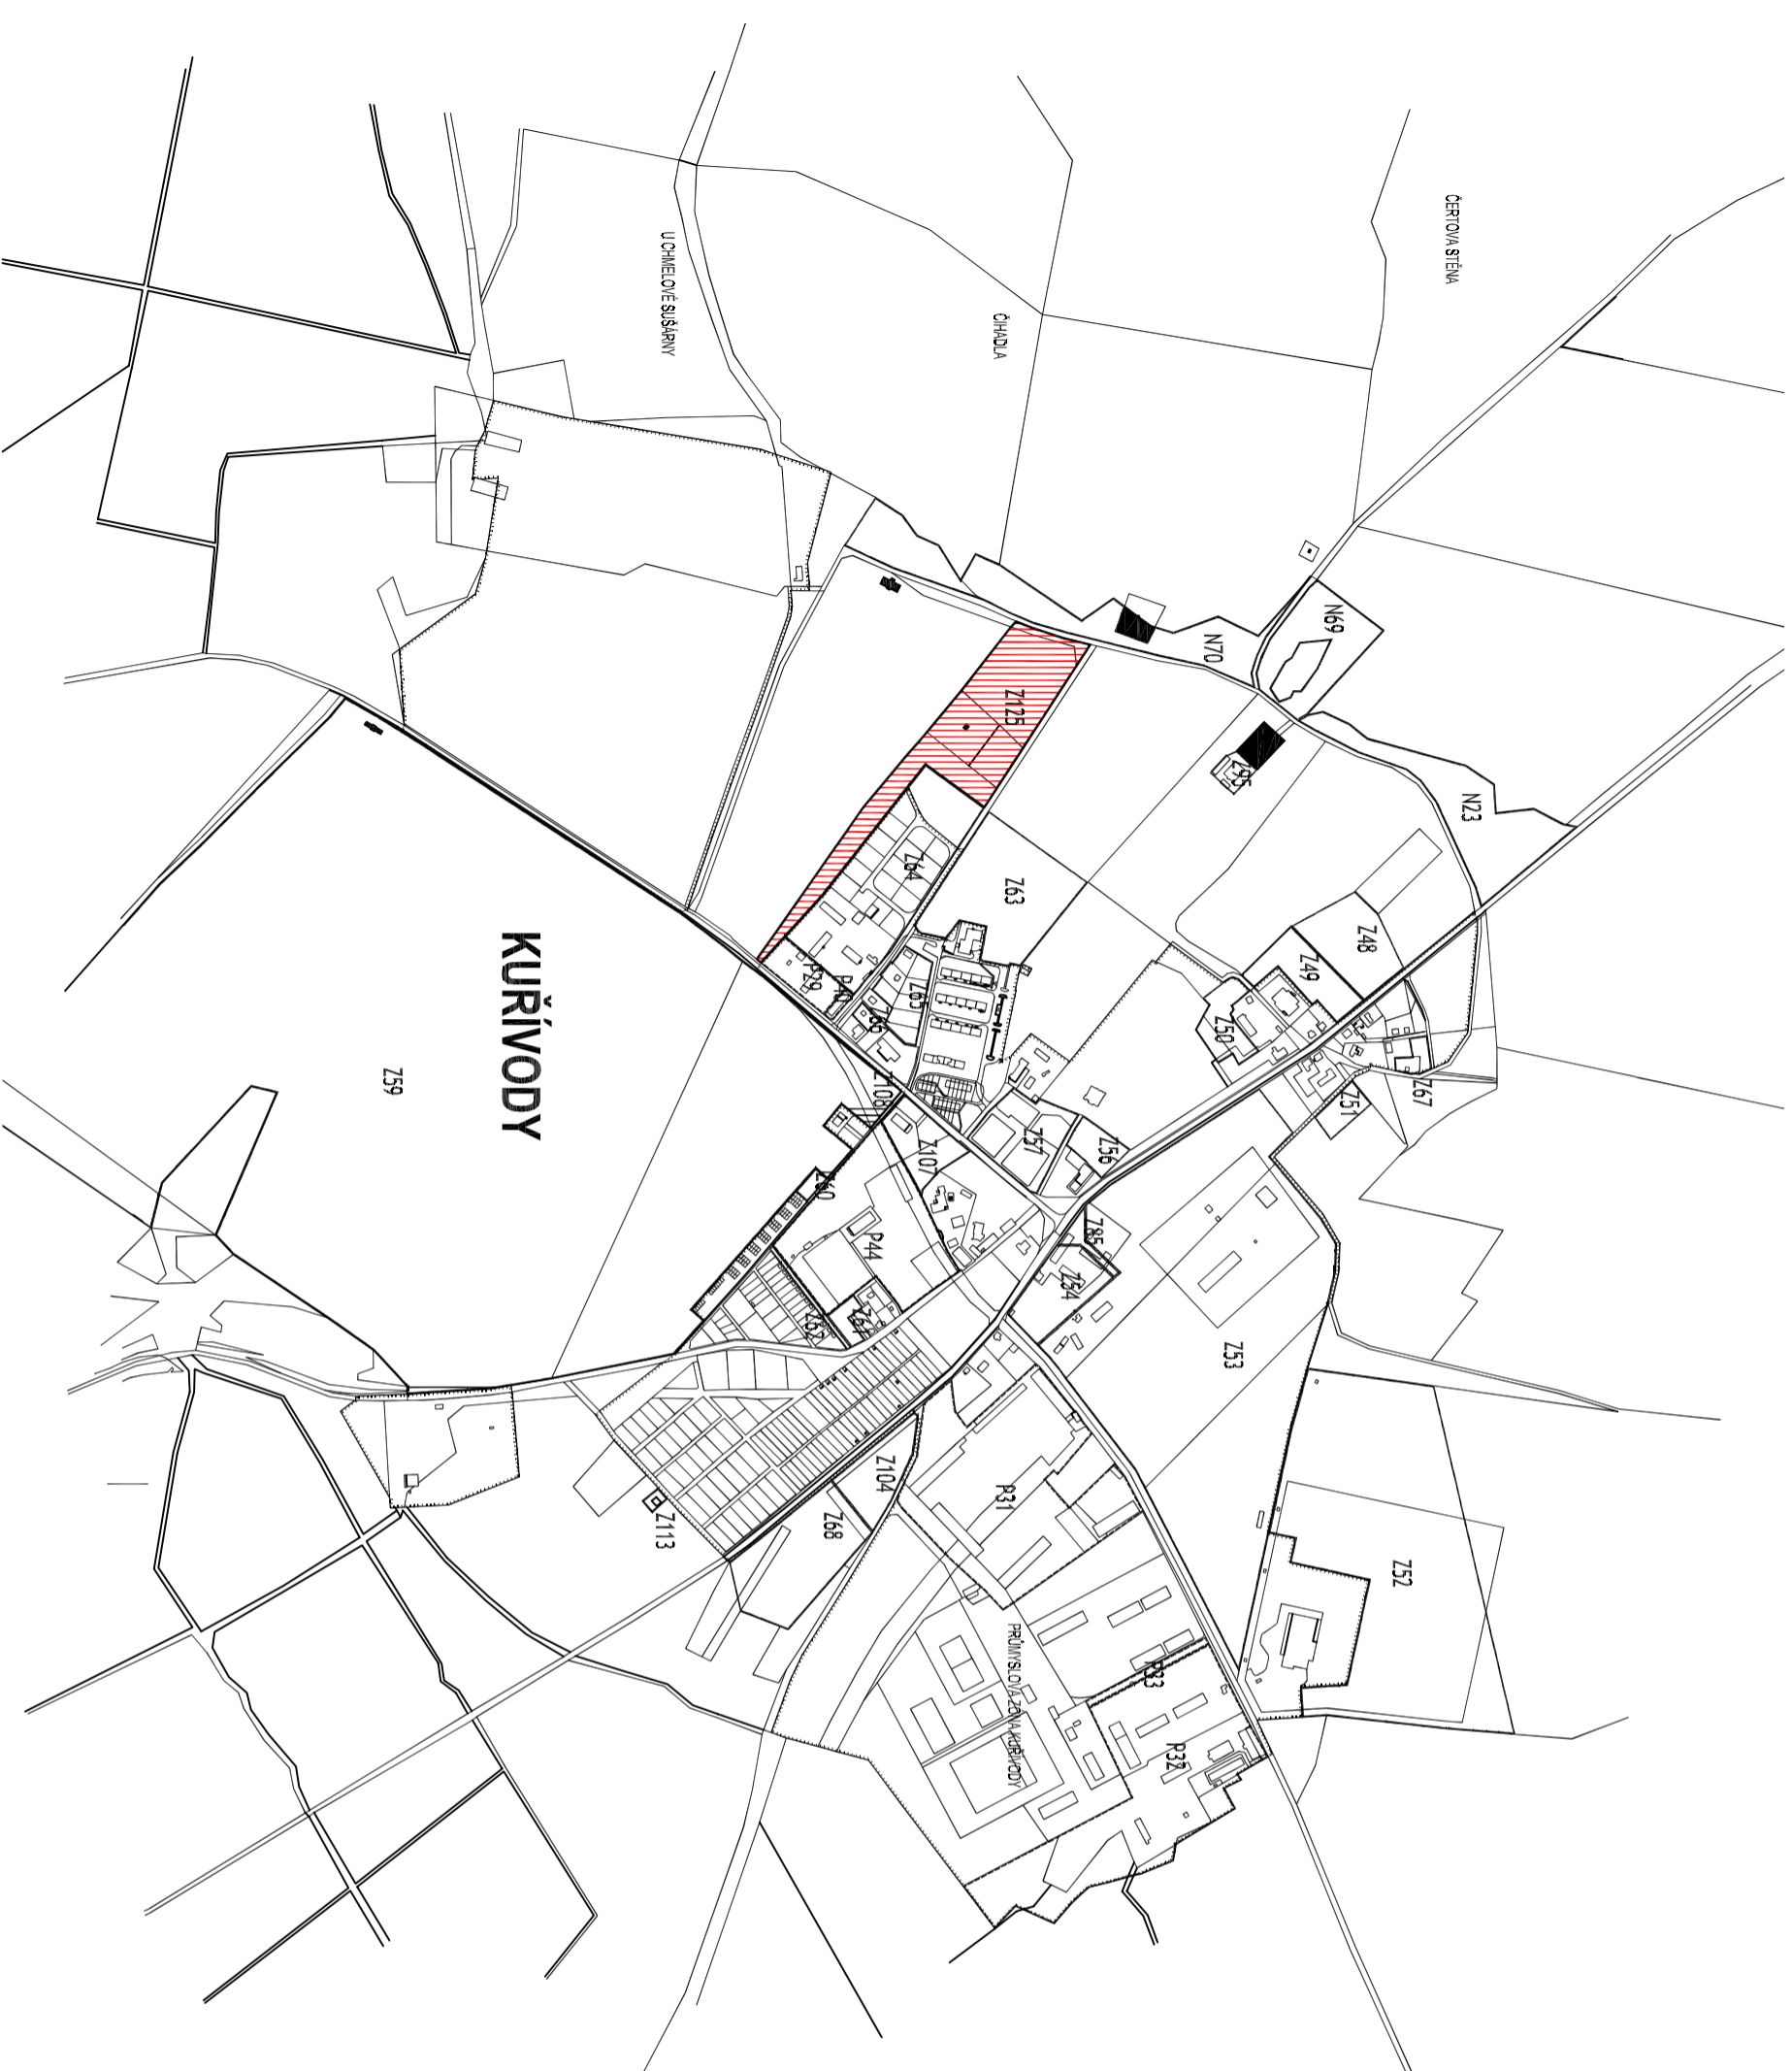 ČERTOVA STĚNA
ČIHADLA
U CHMELOVÉ SUŠÁRNY
N69
N70
N23
Z125
Z95
Z64
Z63
Z48
Z49
Z50
Z51
Z67
P29
P40
Z65
Z66
Z108
Z107
Z57
Z56
KUŘÍVODY
Z59
Z60
P44
Z62
Z61
Z85
Z54
Z53
Z52
Z104
Z68
Z113
P31
P33
P32
PRŮMYSLOVÁ ZÓNA KUŘIVODY